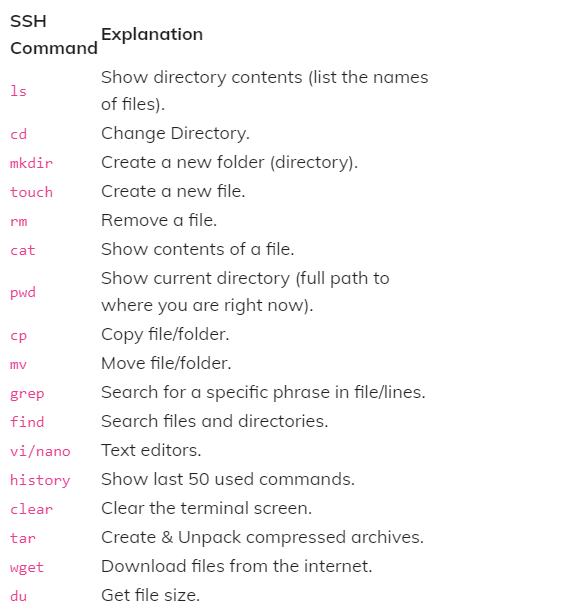 SSH
Command Explanation
ls Show directory contents (list the names
of files).
cd Change Directory.
mkdir Create a new folder (directory).
touch Create a new file.
rm Remove a file.
cat Show contents of a file.
pwd Show current directory (full path to
where you are right now).
cp Copy file/folder.
mv Move file/folder.
grep Search for a specific phrase in file/lines.
find Search files and directories.
vi/nano Text editors.
history Show last 50 used commands.
clear Clear the terminal screen.
tar Create & Unpack compressed archives.
wget Download files from the internet.
du Get file size.